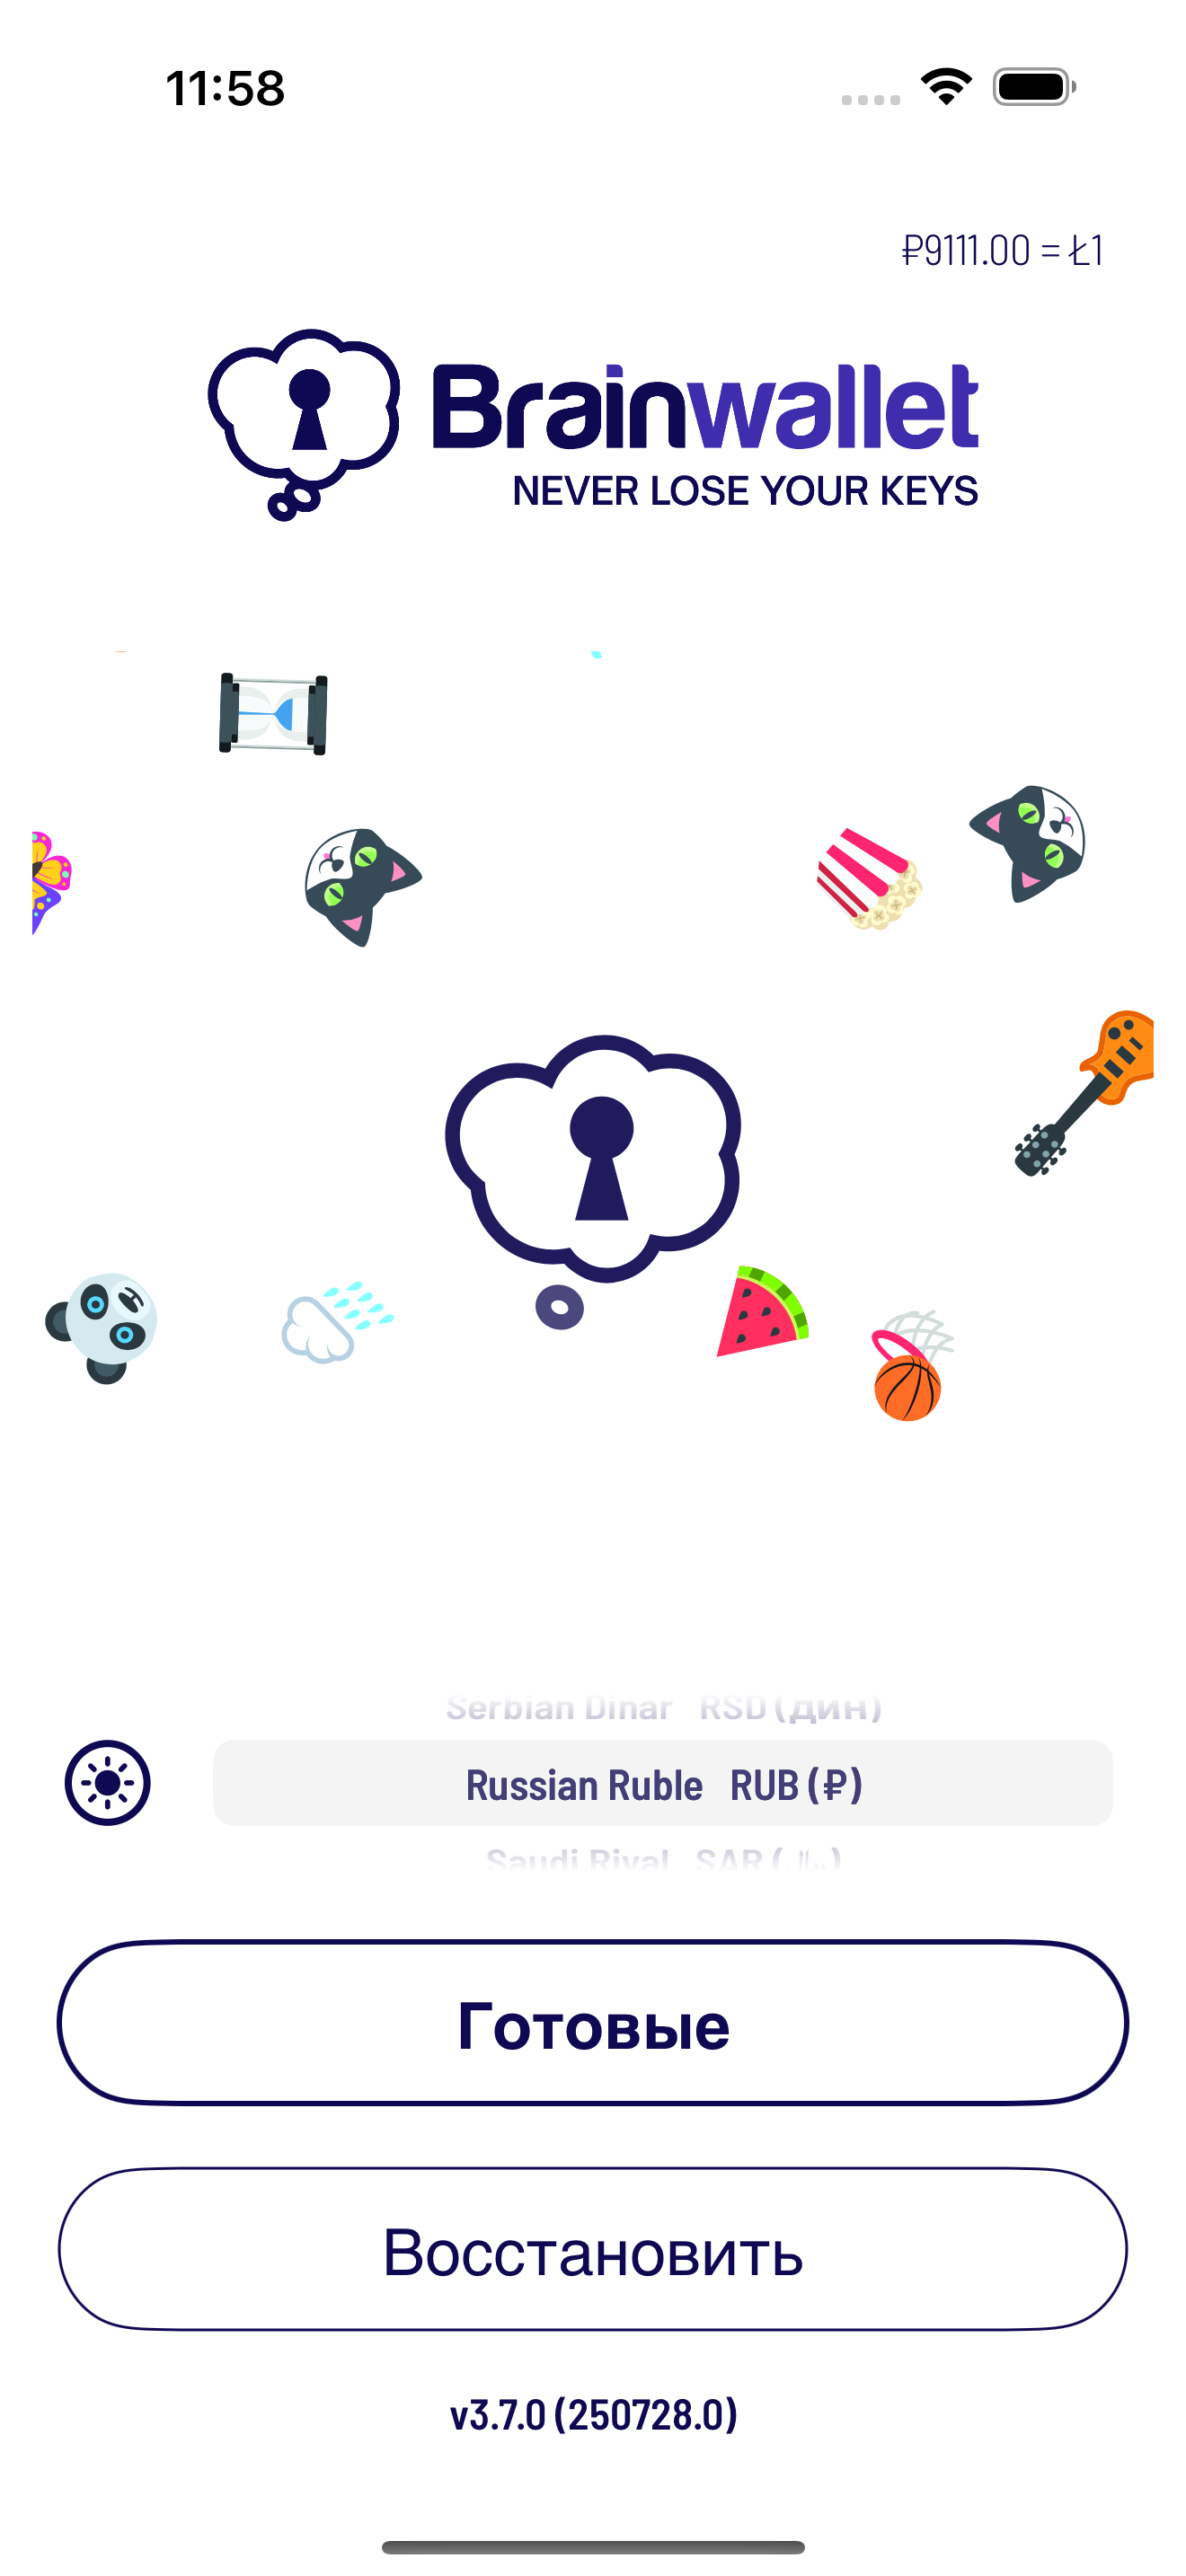 11:58
₽9111.00 = Ł1
Brainwallet
NEVER LOSE YOUR KEYS
Serbian Dinar RSD (дин)
Russian Ruble RUB (₽)
Saudi Riyal SAR (
Готовые
Восстановить
v3.7.0 (250728.0)